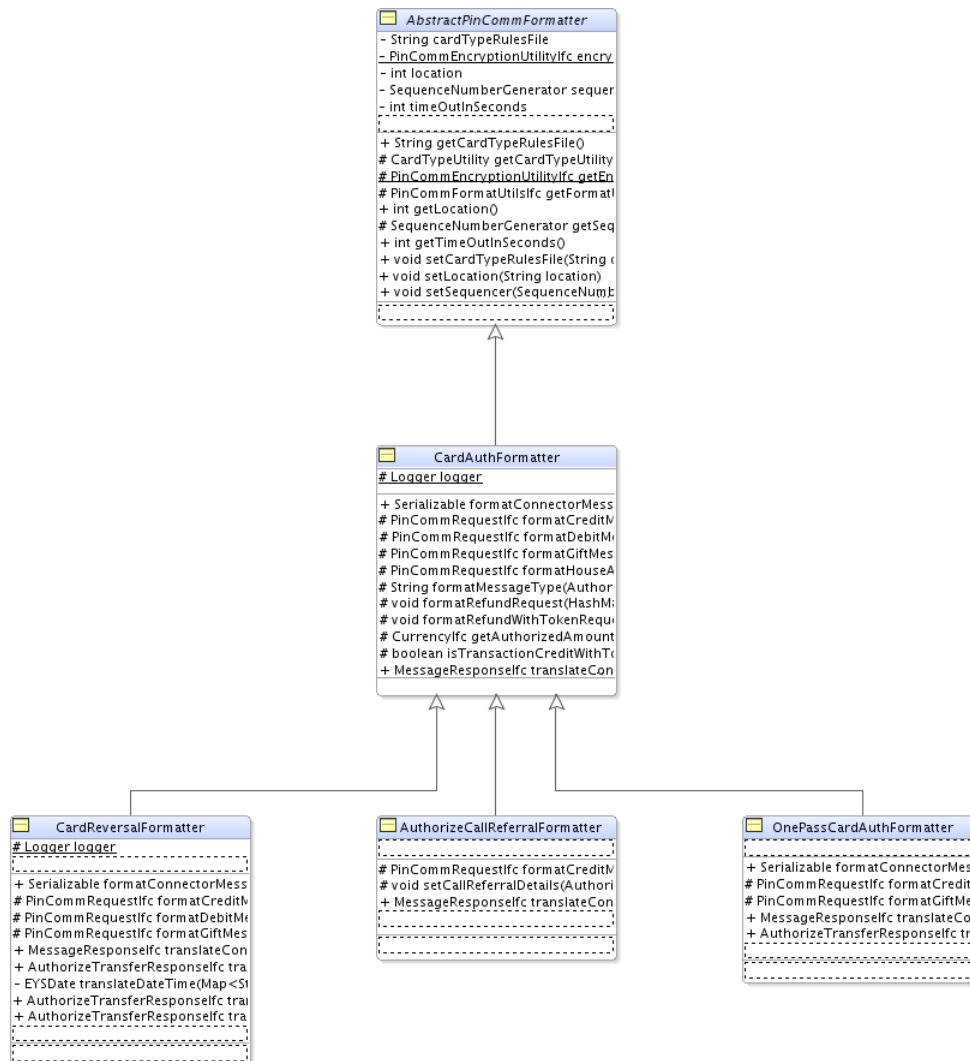 AbstractPinCommFormatter
- String cardTypeRulesFile
- PinCommEncryptionUtilityIfc encry
- int location
- SequenceNumberGenerator sequen
- int timeOutInSeconds
+ String getCardTypeRulesFile()
# CardTypeUtility getCardTypeUtility
# PinCommEncryptionUtilityIfc getEn
# PinCommFormatUtilsIfc getFormatU
+ int getLocation()
# SequenceNumberGenerator getSeq
+ int getTimeOutInSeconds()
+ void setCardTypeRulesFile(String c
+ void setLocation(String location)
+ void setSequencer(SequenceNumb
CardAuthFormatter
# Logger logger
+ Serializable formatConnectorMess
# PinCommRequestIfc formatCreditM
# PinCommRequestIfc formatDebitMe
# PinCommRequestIfc formatGiftMes
# PinCommRequestIfc formatHouseA
# String formatMessageType(Author
# void formatRefundRequest(HashMa
# void formatRefundWithTokenRequ
# CurrencyIfc getAuthorizedAmount
# boolean isTransactionCreditWithTo
+ MessageResponseIfc translateCon
CardReversalFormatter
# Logger logger
+ Serializable formatConnectorMess
# PinCommRequestIfc formatCreditM
# PinCommRequestIfc formatDebitMe
# PinCommRequestIfc formatGiftMes
+ MessageResponseIfc translateCon
+ AuthorizeTransferResponseIfc tra
- EYSDate translateDateTime(Map<St
+ AuthorizeTransferResponseIfc tra
+ AuthorizeTransferResponseIfc tra
AuthorizeCallReferralFormatter
# PinCommRequestIfc formatCreditM
# void setCallReferralDetails(Authori
+ MessageResponseIfc translateCon
OnePassCardAuthFormatter
+ Serializable formatConnectorMes
# PinCommRequestIfc formatCredit
# PinCommRequestIfc formatGiftMe
+ MessageResponseIfc translateCo
+ AuthorizeTransferResponseIfc tr